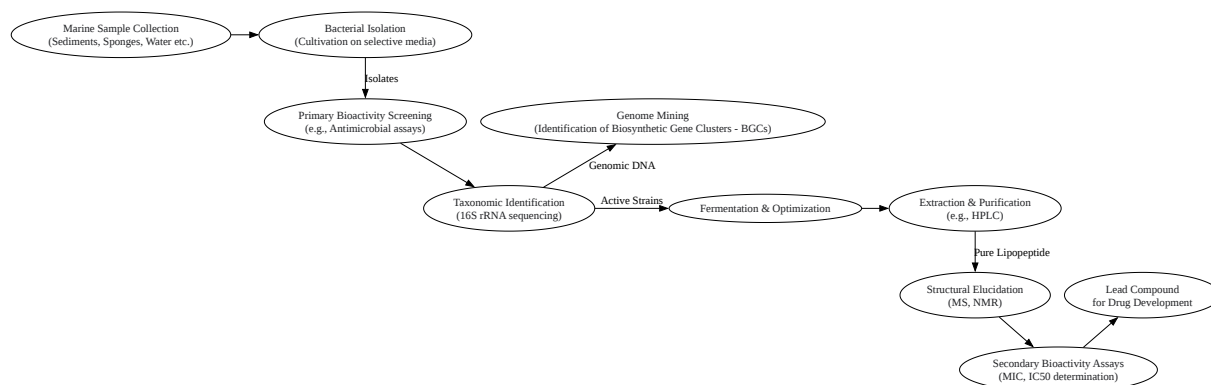 Marine Sample Collection
(Sediments, Sponges, Water etc.)
Bacterial Isolation
(Cultivation on selective media)
Isolates
Primary Bioactivity Screening
(e.g., Antimicrobial assays)
Genome Mining
(Identification of Biosynthetic Gene Clusters - BGCs)
Genomic DNA
Taxonomic Identification
(16S rRNA sequencing)
Active Strains
Fermentation & Optimization
Extraction & Purification
(e.g., HPLC)
Pure Lipopeptide
Structural Elucidation
(MS, NMR)
Lead Compound
for Drug Development
Secondary Bioactivity Assays
(MIC, IC50 determination)